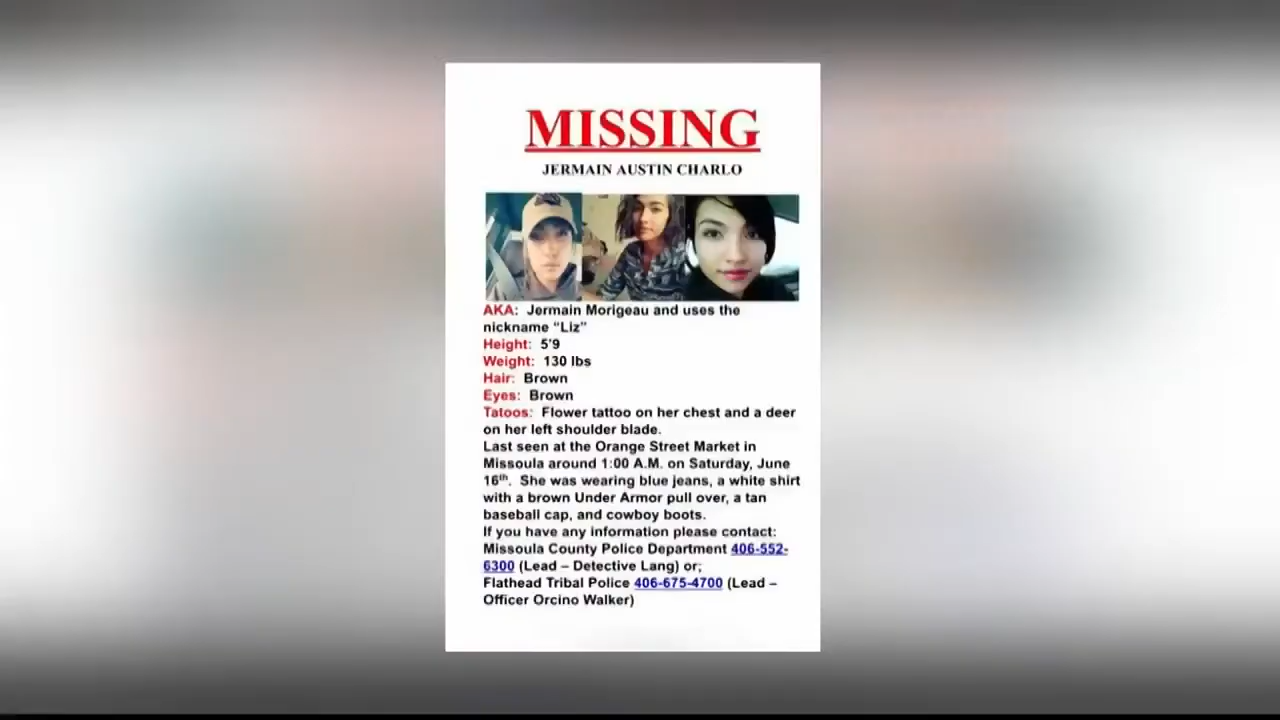 MISSING
JERMAIN AUSTIN CHARLO
AKA: Jermain Morigeau and uses the
nickname “Liz”
Height: 5'9
Weight: 130 lbs
Hair: Brown
Eyes: Brown
Tatoos: Flower tattoo on her chest and a deer
on her left shoulder blade.
Last seen at the Orange Street Market in
Missoula around 1:00 A.M. on Saturday, June
16th. She was wearing blue jeans, a white shirt
with a brown Under Armor pull over, a tan
baseball cap, and cowboy boots.
If you have any information please contact:
Missoula County Police Department 406-552-
6300 (Lead – Detective Lang) or;
Flathead Tribal Police 406-675-4700 (Lead –
Officer Orcino Walker)